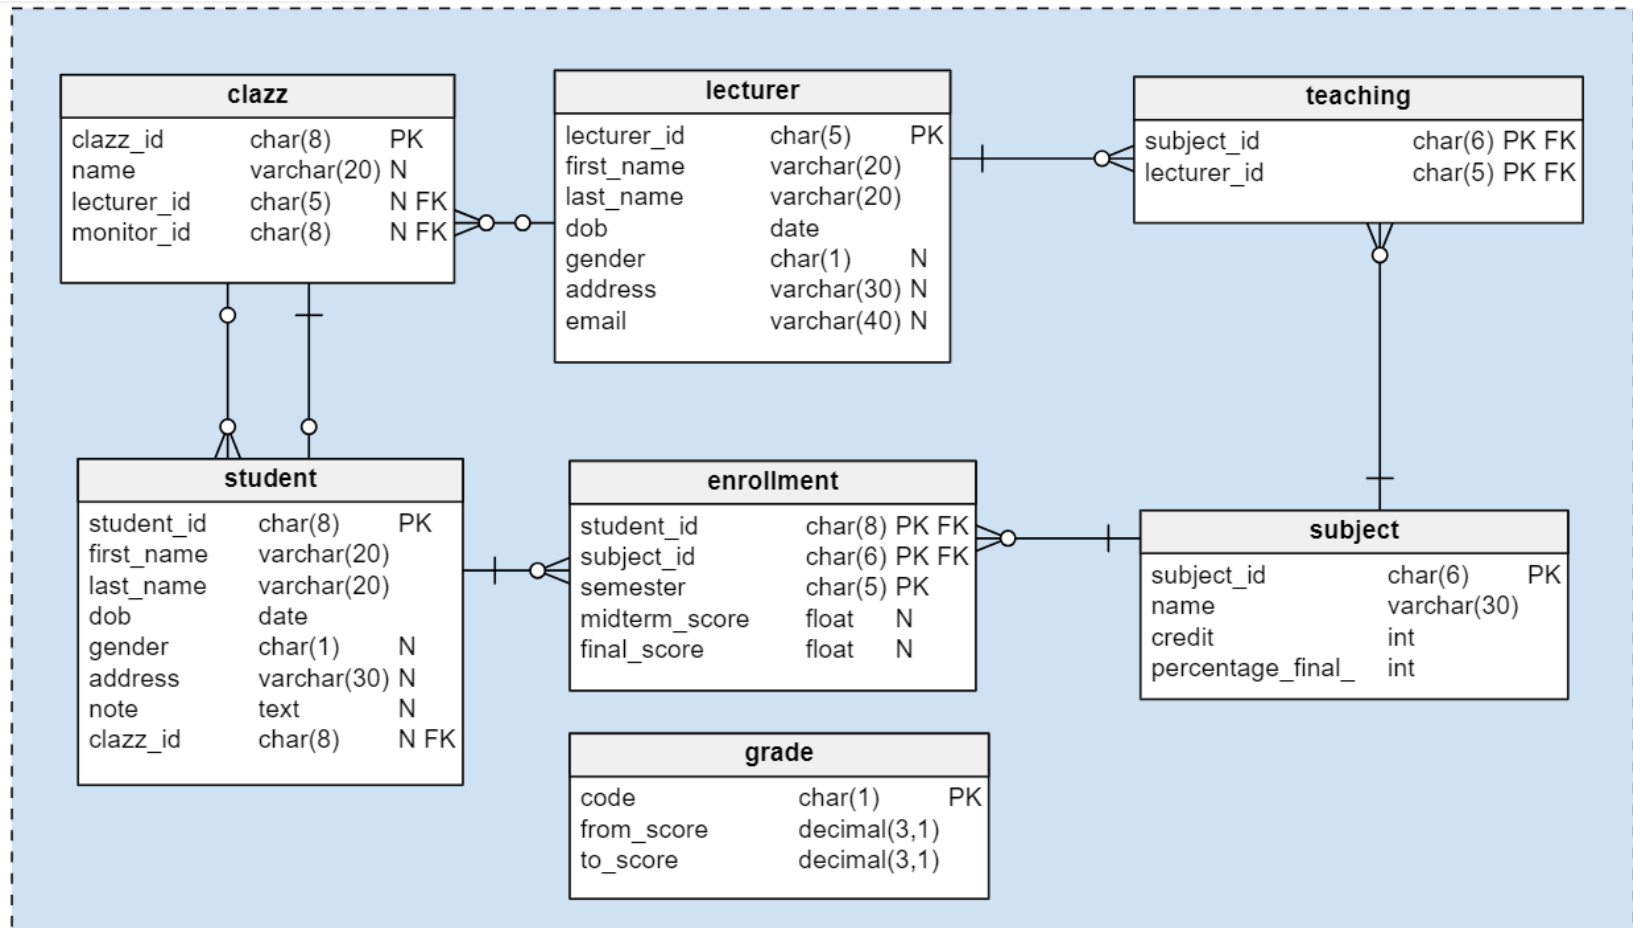 clazz
clazz_id char(8) PK
name varchar(20) N
lecturer_id char(5) N FK
monitor_id char(8) N FK
lecturer
lecturer_id char(5) PK
first_name varchar(20)
last_name varchar(20)
dob date
gender char(1) N
address varchar(30) N
email varchar(40) N
teaching
subject_id char(6) PK FK
lecturer_id char(5) PK FK
student
student_id char(8) PK
first_name varchar(20)
last_name varchar(20)
dob date
gender char(1) N
address varchar(30) N
note text N
clazz_id char(8) N FK
enrollment
student_id char(8) PK FK
subject_id char(6) PK FK
semester char(5) PK
midterm_score float N
final_score float N
subject
subject_id char(6) PK
name varchar(30)
credit int
percentage_final_ int
grade
code char(1) PK
from_score decimal(3,1)
to_score decimal(3,1)